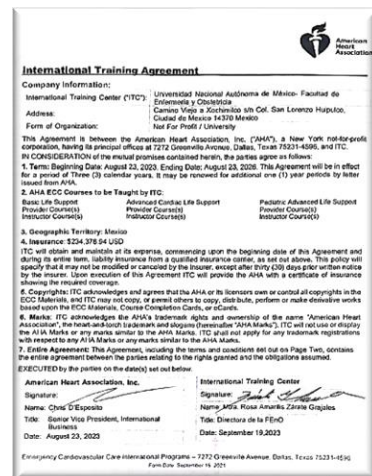 American
Heart
Association
International Training Agreement
Company Information:
International Training Center ("ITC"):
Universidad Nacional Autónoma de México- Facultad de
Enfermería y Obstetricia
Address:
Camino Viejo a Xochimilco s/n Col. San Lorenzo Huipulco,
Ciudad de Mexico 14370 Mexico
Form of Organization:
Not For Profit / University
This Agreement is between the American Heart Association, Inc. ("AHA"), a New York not-for-profit
corporation, having its principal offices at 7272 Greenville Avenue, Dallas, Texas 75231-4596, and ITC.
IN CONSIDERATION of the mutual promises contained herein, the parties agree as follows:
1. Term: Beginning Date: August 23, 2023. Ending Date: August 23, 2026. This Agreement will be in effect
for a period of Three (3) calendar years. It may be renewed for additional one (1) year periods by letter
issued from AHA.
2. AHA ECC Courses to be Taught by ITC:
Basic Life Support
Provider Course(s)
Instructor Course(s)
Advanced Cardiac Life Support
Provider Course(s)
Instructor Course(s)
Pediatric Advanced Life Support
Provider Course(s)
Instructor Course(s)
3. Geographic Territory: Mexico
4. Insurance: $234,376.94 USD
ITC will obtain and maintain at its expense, commencing upon the beginning date of this Agreement and
during its entire term, liability insurance from a qualified insurance carrier, as set out above. This policy will
specify that it may not be modified or canceled by the insurer, except after thirty (30) days prior written notice
by the insurer. Upon execution of this Agreement ITC will provide the AHA with a certificate of insurance
showing the required coverage.
5. Copyrights: ITC acknowledges and agrees that the AHA or its licensors own or control all copyrights in the
ECC Materials, and ITC may not copy, or permit others to copy, distribute, perform or make derivative works
based upon the ECC Materials, Course Completion Cards, or eCards.
6. Marks: ITC acknowledges the AHA's trademark rights and ownership of the name "American Heart
Association", the heart-and-torch trademark and slogans (hereinafter "AHA Marks"). ITC will not use or display
the AHA Marks or any marks similar to the AHA Marks. ITC shall not apply for any trademark registrations
with respect to any AHA Marks or any marks similar to the AHA Marks.
7. Entire Agreement: This Agreement, including the terms and conditions set out on Page Two, contains
the entire agreement between the parties relating to the rights granted and the obligations assumed.
EXECUTED by the parties on the date(s) set out below.
American Heart Association, Inc.
Signature:
Name: Chris D'Esposito
Title: Senior Vice President, International
Business
Date: August 23, 2023
International Training Center
Signature:
Name: Mtra. Rosa Amarilis Zárate Grajales
Title: Directora de la FEnO
Date: September 19, 2023
Emergency Cardiovascular Care International Programs – 7272 Greenville Avenue, Dallas, Texas 75231-4596
Form Date September 16, 2021